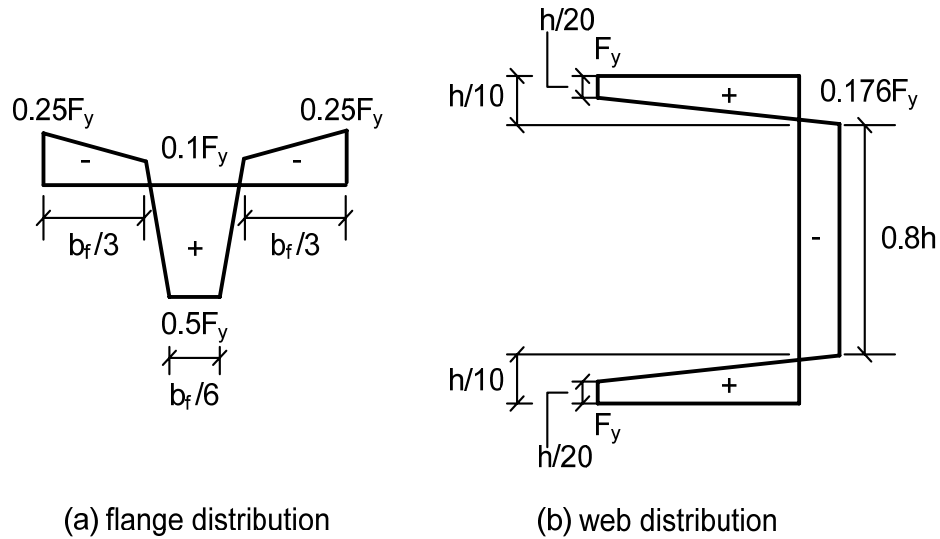 0.25Fy
0.25Fy
0.1Fy
-
-
+
bf/3
bf/3
0.5Fy
bf/6
(a) flange distribution
h/20
Fy
h/10
+
0.176Fy
-
0.8h
h/10
+
Fy
h/20
(b) web distribution